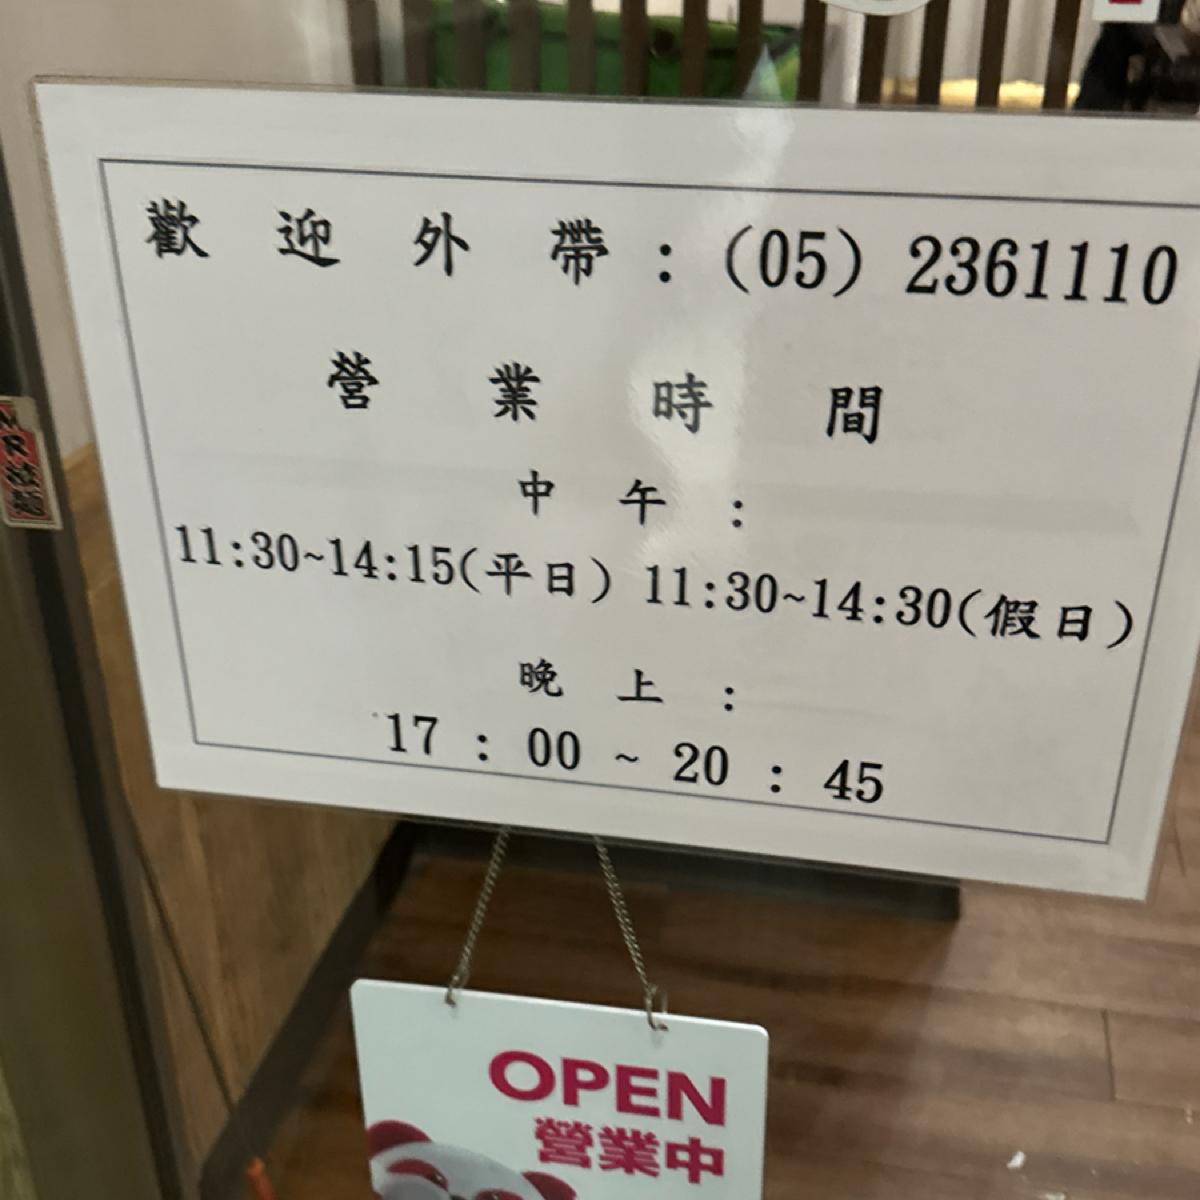 歡迎外帶：(05) 2361110
營業時間
中午：
11:30~14:15(平日) 11:30~14:30(假日)
晚上：
17：00~20：45
OPEN
營業中